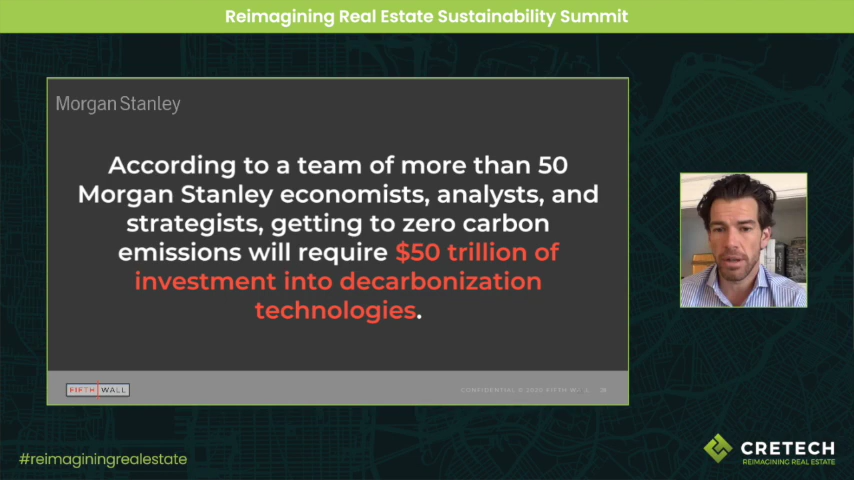 Reimagining Real Estate Sustainability Summit
Morgan Stanley
According to a team of more than 50
Morgan Stanley economists, analysts, and
strategists, getting to zero carbon
emissions will require $50 trillion of
investment into decarbonization
technologies.
FIFTH WALL
CONFIDENTIAL © 2020 FIFTH
#reimaginingrealestate
CRETECH
REIMAGINING REAL ESTATE